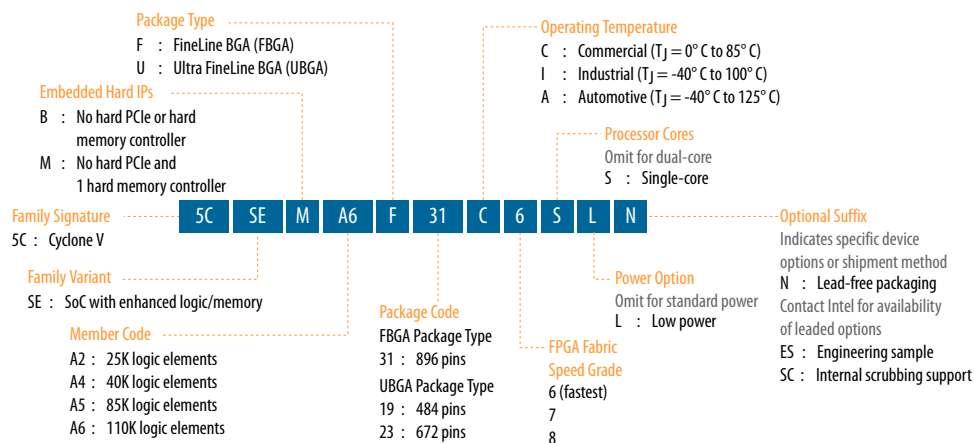 Package Type
F : FineLine BGA (FBGA)
U : Ultra FineLine BGA (UBGA)
Embedded Hard IPs
B : No hard PCIe or hard
memory controller
M : No hard PCIe and
1 hard memory controller
Operating Temperature
C : Commercial (TJ = 0° C to 85° C)
I : Industrial (TJ = -40° C to 100° C)
A : Automotive (TJ = -40° C to 125° C)
Processor Cores
Omit for dual-core
S : Single-core
5C SE M A6 F 31 C 6 S L N
Family Signature
5C : Cyclone V
Family Variant
SE : SoC with enhanced logic/memory
Member Code
A2 : 25K logic elements
A4 : 40K logic elements
A5 : 85K logic elements
A6 : 110K logic elements
Package Code
FBGA Package Type
31 : 896 pins
UBGA Package Type
19 : 484 pins
23 : 672 pins
FPGA Fabric
Speed Grade
6 (fastest)
7
8
Power Option
Omit for standard power
L : Low power
Optional Suffix
Indicates specific device
options or shipment method
N : Lead-free packaging
Contact Intel for availability
of leaded options
ES : Engineering sample
SC : Internal scrubbing support